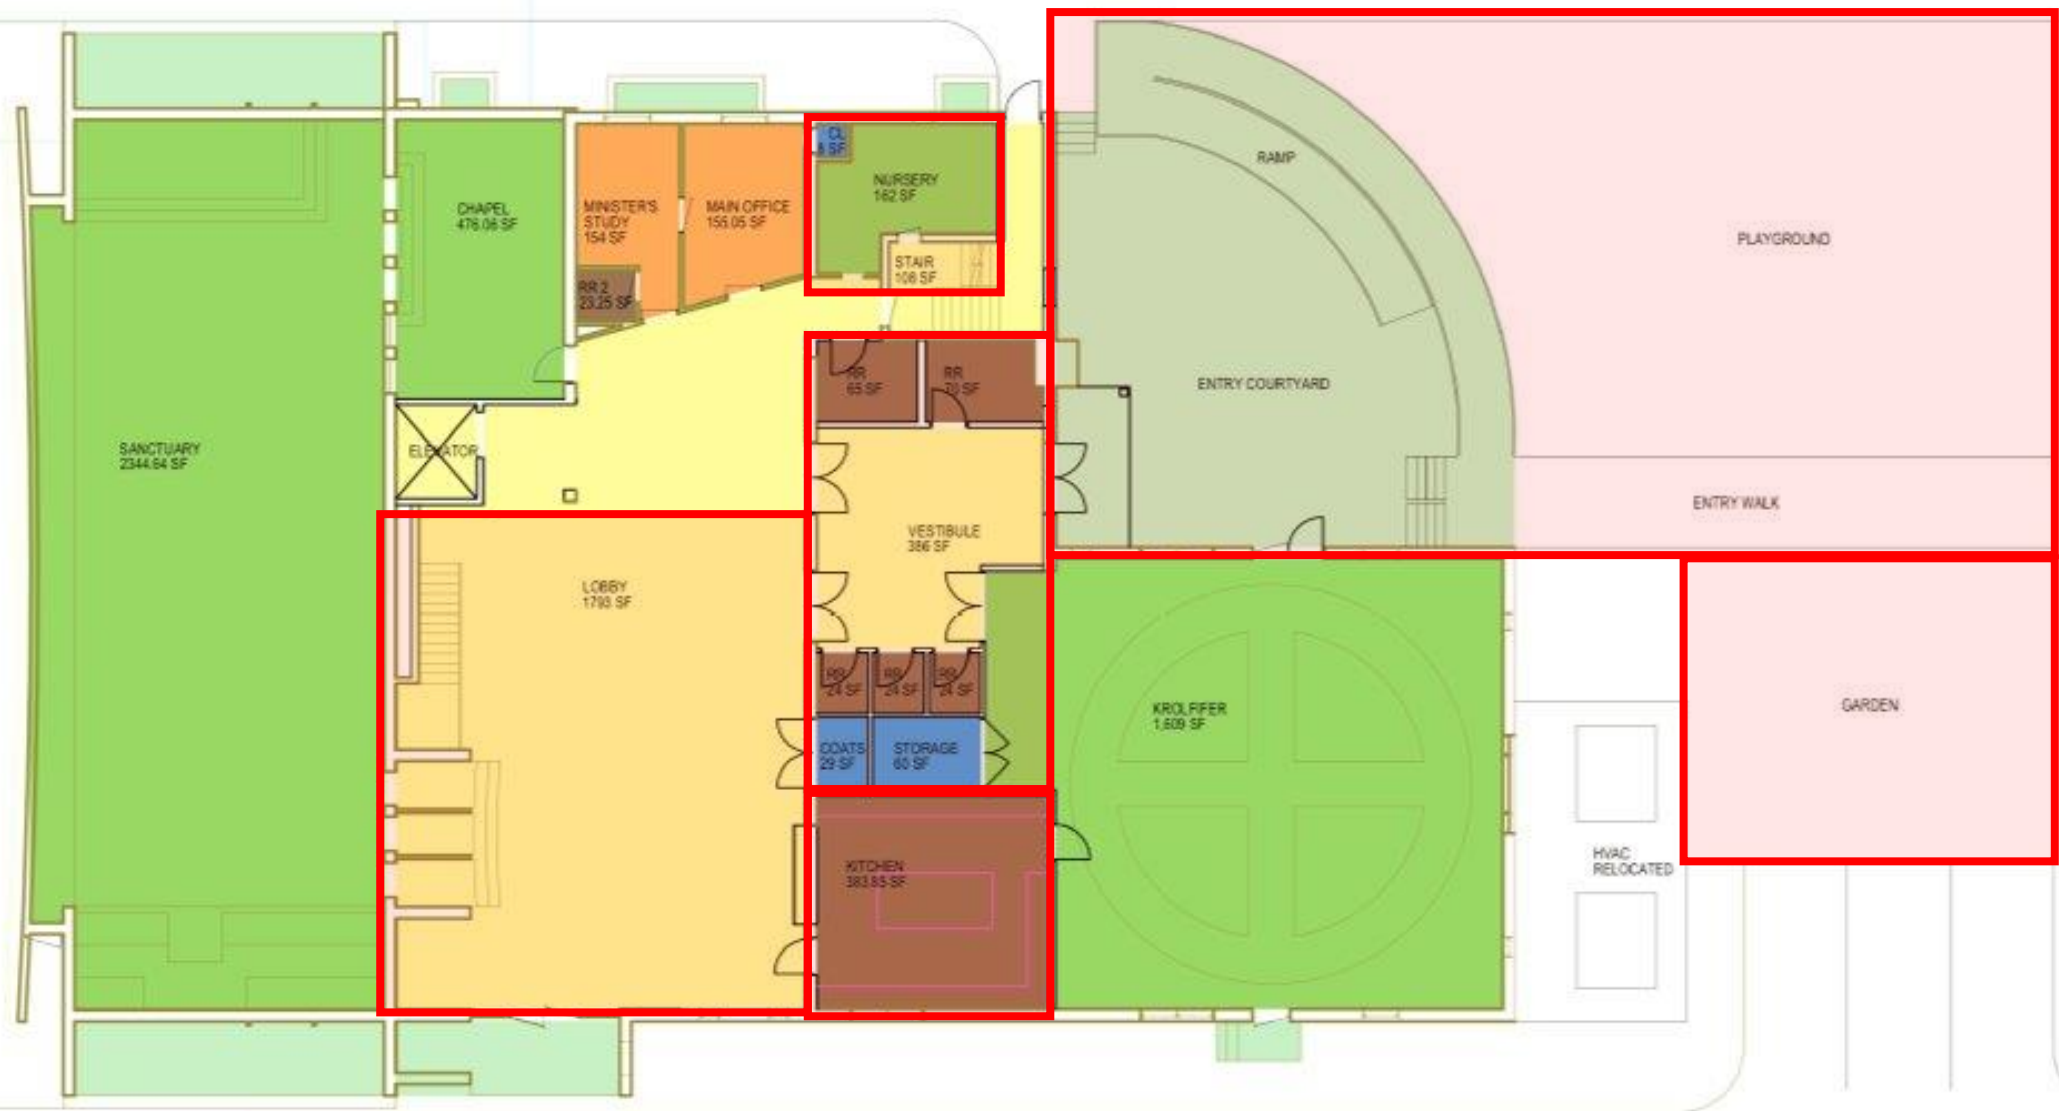 CL
8 SF
NURSERY
162 SF
RAMP
CHAPEL
476.06 SF
MINISTER'S
STUDY
154 SF
MAIN OFFICE
155.05 SF
PLAYGROUND
STAIR
108 SF
RR 2
23.25 SF
RR
65 SF
RR
70 SF
ENTRY COURTYARD
SANCTUARY
2344.64 SF
ELEVATOR
ENTRY WALK
VESTIBULE
386 SF
LOBBY
1793 SF
RR
24 SF
RR
24 SF
RR
24 SF
KROLFIFER
1,609 SF
GARDEN
COATS
29 SF
STORAGE
60 SF
KITCHEN
383.85 SF
HVAC
RELOCATED